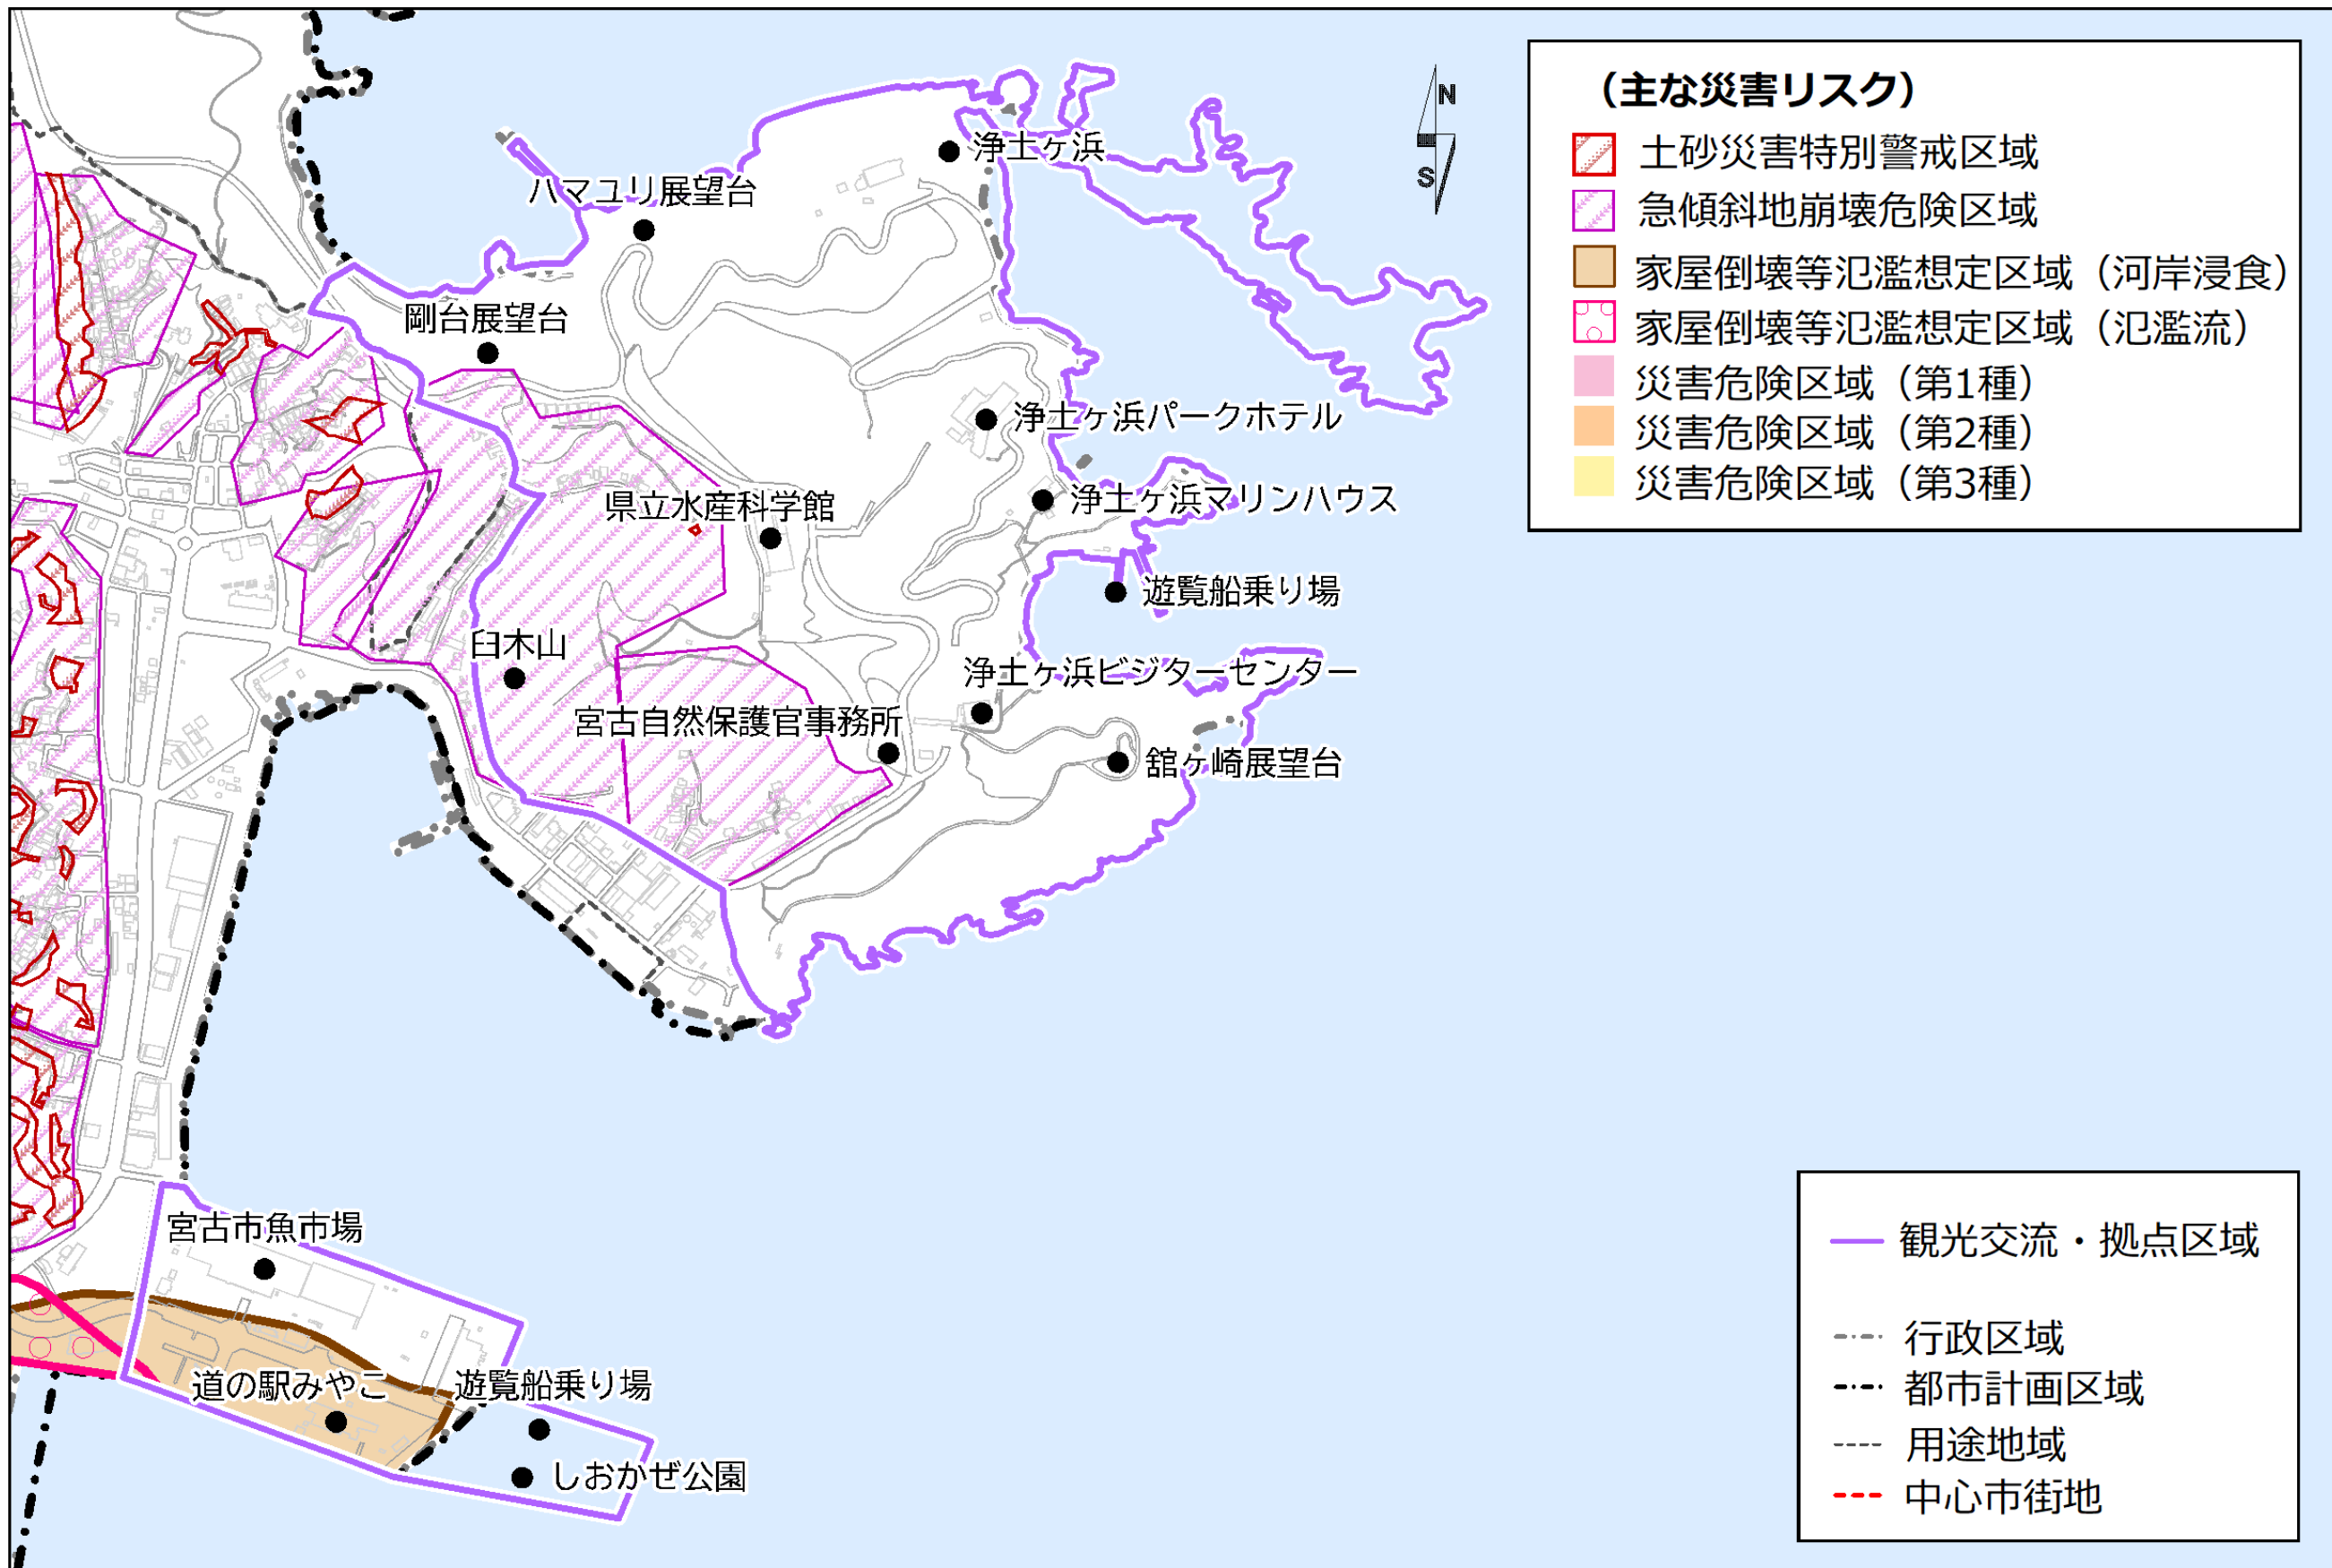 N
S
(主な災害リスク)
土砂災害特別警戒区域
急傾斜地崩壊危険区域
家屋倒壊等氾濫想定区域（河岸浸食）
家屋倒壊等氾濫想定区域（氾濫流）
災害危険区域（第1種）
災害危険区域（第2種）
災害危険区域（第3種）
浄土ヶ浜
ハマユリ展望台
剛台展望台
浄土ヶ浜パークホテル
浄土ヶ浜マリンハウス
県立水産科学館
遊覧船乗り場
臼木山
浄土ヶ浜ビジターセンター
宮古自然保護官事務所
舘ヶ崎展望台
宮古市魚市場
道の駅みやこ
遊覧船乗り場
しおかぜ公園
観光交流・拠点区域
行政区域
都市計画区域
用途地域
中心市街地